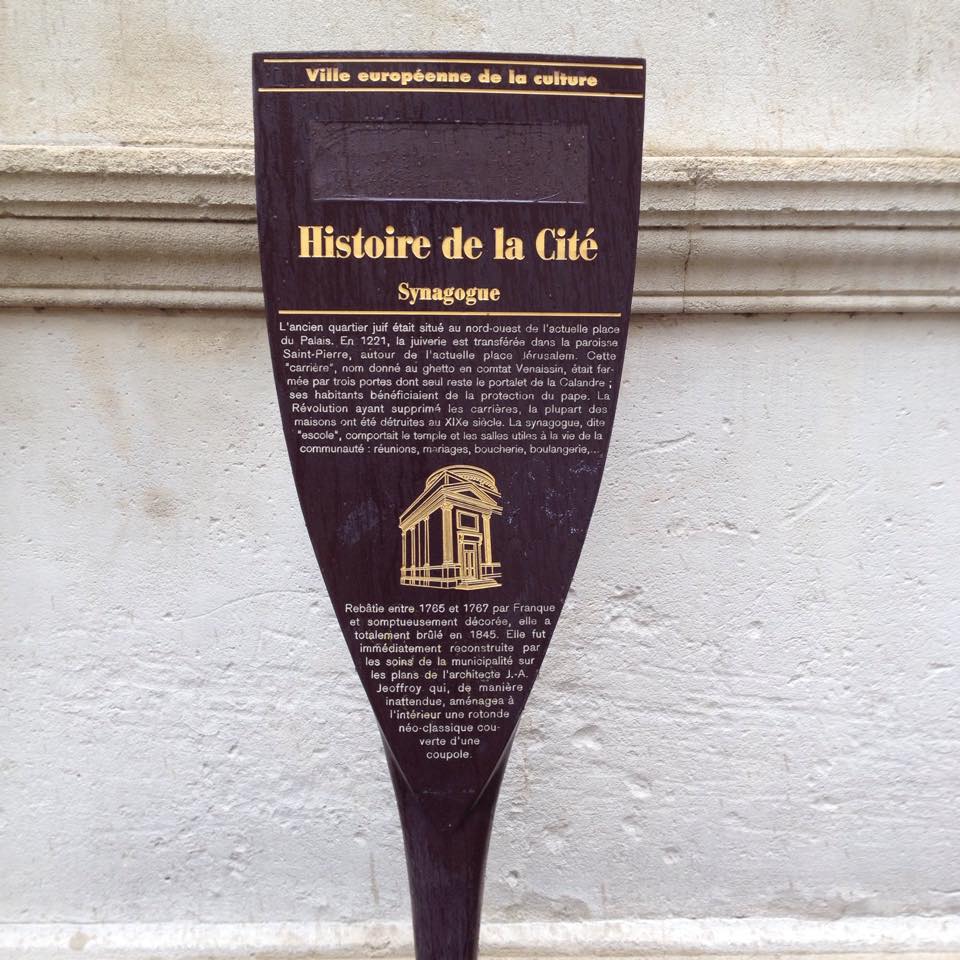 Ville européenne de la culture
Histoire de la Cité
Synagogue
L'ancien quartier juif était situé au nord-ouest de l'actuelle place
du Palais. En 1221, la juiverie est transférée dans la paroisse
Saint-Pierre, autour de l'actuelle place Jérusalem. Cette
"carrière", nom donné au ghetto en comtat Venaissin, était fer-
mée par trois portes dont seul reste le portalet de la Calandre ;
ses habitants bénéficiaient de la protection du pape. La
Révolution ayant supprimé les carrières, la plupart des
maisons ont été détruites au XIXe siècle. La synagogue, dite
"escole", comportait le temple et les salles utiles à la vie de la
communauté : réunions, mariages, boucherie, boulangerie,...
Rebâtie entre 1765 et 1767 par Franque
et somptueusement décorée, elle a
totalement brûlé en 1845. Elle fut
immédiatement reconstruite par
les soins de la municipalité sur
les plans de l'architecte J.-A.
Jeoffroy qui, de manière
inattendue, aménagea à
l'intérieur une rotonde
néo-classique cou-
verte d'une
coupole.